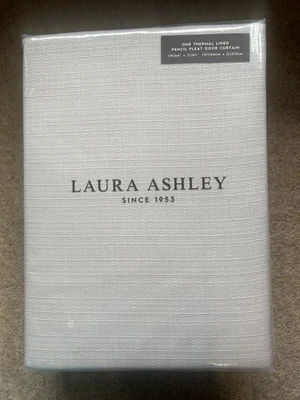 ONE THERMAL LINED
PENCIL PLEAT DOOR CURTAIN
LAURA ASHLEY
SINCE 1953